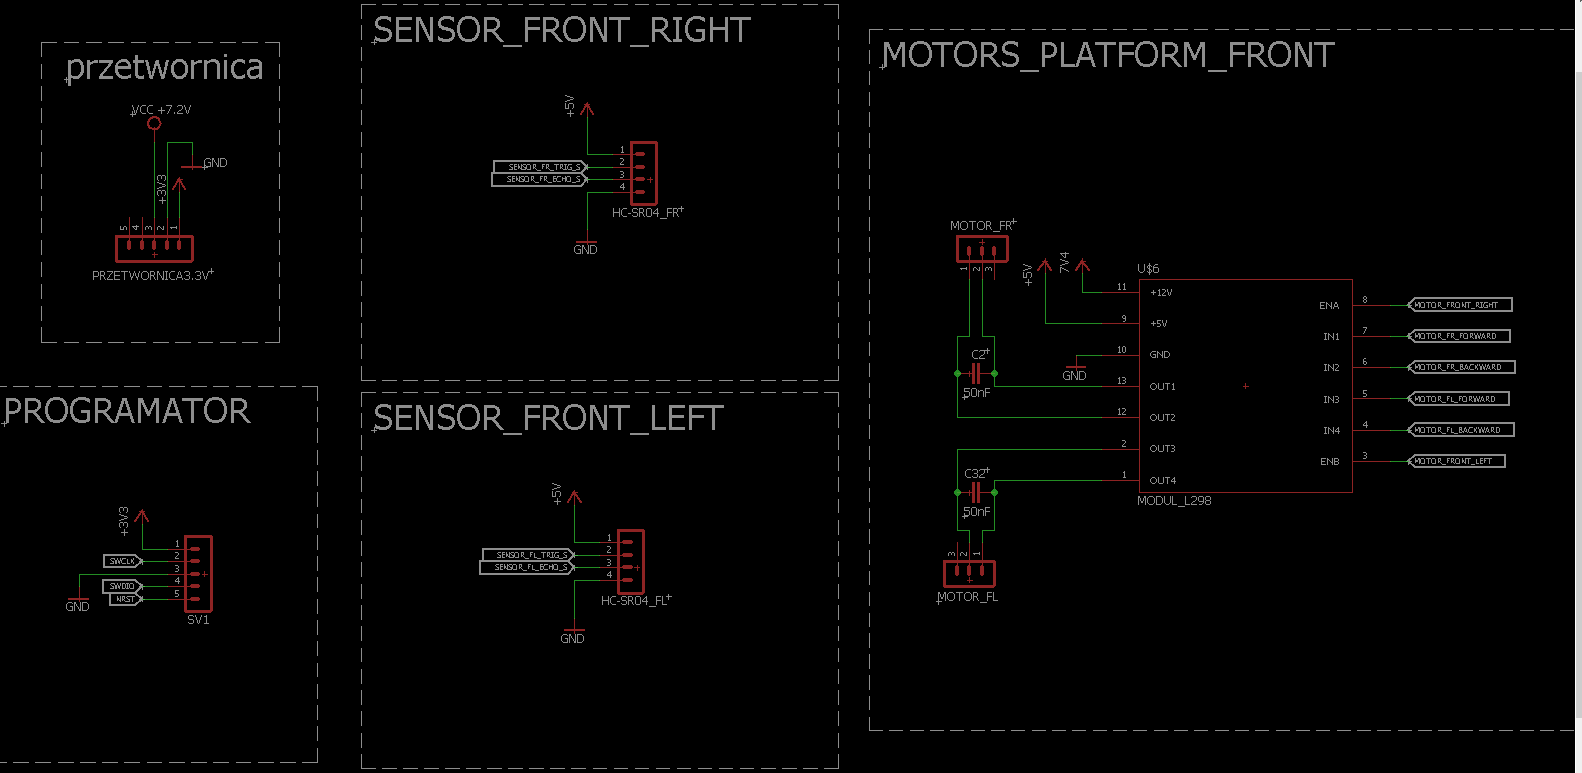 przetwornica
VCC +7.2V
GND
+3V3
5
4
3
2
1
PRZETWORNICA3.3V
PROGRAMATOR
+3V3
1
SWCLK
2
3
SWDIO
4
NRST
5
GND
SV1
SENSOR_FRONT_RIGHT
+5V
1
SENSOR_FR_TRIG_S
2
SENSOR_FR_ECHO_S
3
4
HC-SR04_FR
GND
SENSOR_FRONT_LEFT
+5V
1
SENSOR_FL_TRIG_S
2
SENSOR_FL_ECHO_S
3
4
HC-SR04_FL
GND
MOTORS_PLATFORM_FRONT
MOTOR_FR
1
2
3
+5V
7V4
U$6
11
+12V
9
+5V
10
GND
GND
C2
50nF
13
OUT1
12
OUT2
2
OUT3
1
OUT4
C32
50nF
3
2
1
MOTOR_FL
ENA
8
MOTOR_FRONT_RIGHT
IN1
7
MOTOR_FR_FORWARD
IN2
6
MOTOR_FR_BACKWARD
IN3
5
MOTOR_FL_FORWARD
IN4
4
MOTOR_FL_BACKWARD
ENB
3
MOTOR_FRONT_LEFT
MODUL_L298